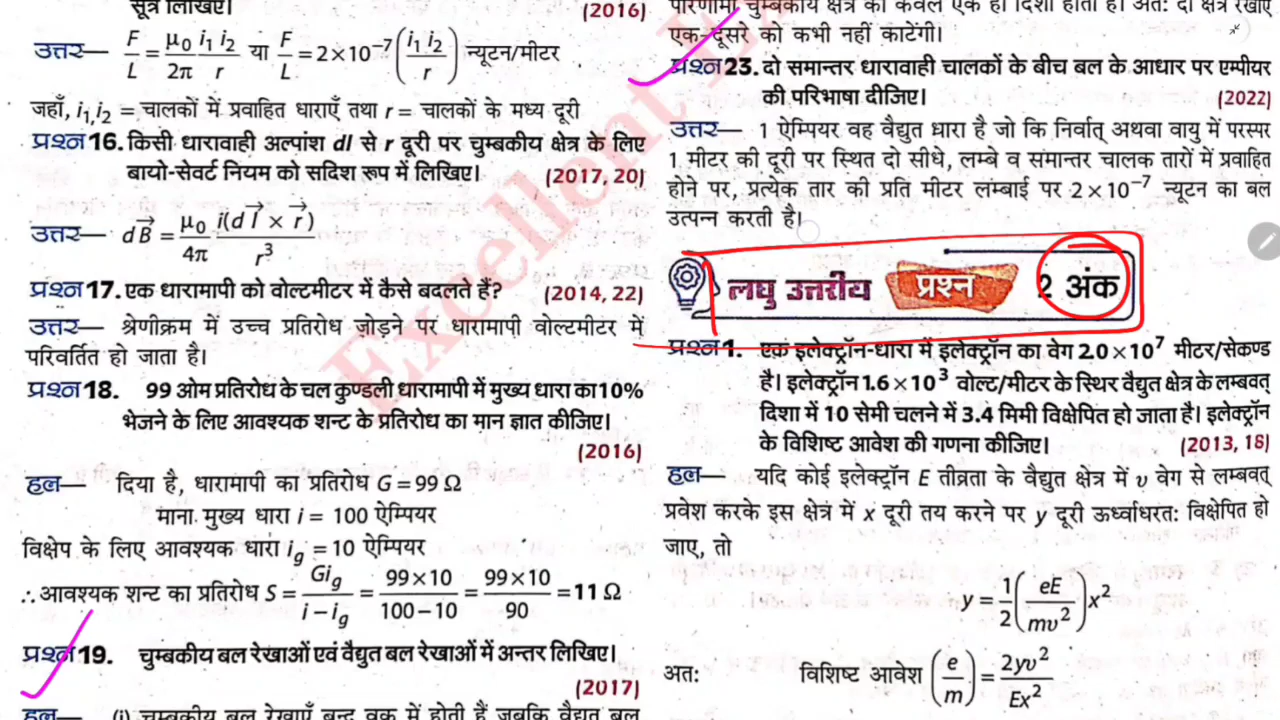 सूत्र लिखिए।
(2016)
उत्तर— F/L = μ₀/2π i₁ i₂/r या F/L = 2×10⁻⁷ (i₁ i₂/r) न्यूटन/मीटर
जहाँ, i₁,i₂ = चालकों में प्रवाहित धाराएँ तथा r = चालकों के मध्य दूरी
प्रश्न16. किसी धारावाही अल्पांश dl से r दूरी पर चुम्बकीय क्षेत्र के लिए
बायो-सेवर्ट नियम को सदिश रूप में लिखिए। (2017, 20)
उत्तर— dB⃗ = μ₀/4π i(d l⃗ × r⃗)/r³
प्रश्न17. एक धारामापी को वोल्टमीटर में कैसे बदलते हैं? (2014, 22)
उत्तर— श्रेणीक्रम में उच्च प्रतिरोध जोड़ने पर धारामापी वोल्टमीटर में
परिवर्तित हो जाता है।
प्रश्न18. 99 ओम प्रतिरोध के चल कुण्डली धारामापी में मुख्य धारा का 10%
भेजने के लिए आवश्यक शन्ट के प्रतिरोध का मान ज्ञात कीजिए।
(2016)
हल— दिया है, धारामापी का प्रतिरोध G = 99 Ω
माना मुख्य धारा i = 100 ऐम्पियर
विक्षेप के लिए आवश्यक धारा i_g = 10 ऐम्पियर
∴ आवश्यक शन्ट का प्रतिरोध S = Gi_g/(i − i_g) = 99×10/(100−10) = 99×10/90 = 11 Ω
प्रश्न19. चुम्बकीय बल रेखाओं एवं वैद्युत बल रेखाओं में अन्तर लिखिए।
(2017)
हल— (i) चुम्बकीय बल रेखाएँ बन्द वक्र में होती हैं जबकि वैद्युत बल
परिणामी चुम्बकीय क्षेत्र की केवल एक ही दिशा होती है। अत: दो क्षेत्र रेखाएँ
एक-दूसरे को कभी नहीं काटेंगी।
प्रश्न23. दो समान्तर धारावाही चालकों के बीच बल के आधार पर एम्पीयर
की परिभाषा दीजिए। (2022)
उत्तर— 1 ऐम्पियर वह वैद्युत धारा है जो कि निर्वात् अथवा वायु में परस्पर
1 मीटर की दूरी पर स्थित दो सीधे, लम्बे व समान्तर चालक तारों में प्रवाहित
होने पर, प्रत्येक तार की प्रति मीटर लम्बाई पर 2×10⁻⁷ न्यूटन का बल
उत्पन्न करती है।
लघु उत्तरीय प्रश्न 2 अंक
प्रश्न1. एक इलेक्ट्रॉन-धारा में इलेक्ट्रॉन का वेग 2.0×10⁷ मीटर/सेकण्ड
है। इलेक्ट्रॉन 1.6×10³ वोल्ट/मीटर के स्थिर वैद्युत क्षेत्र के लम्बवत्
दिशा में 10 सेमी चलने में 3.4 मिमी विक्षेपित हो जाता है। इलेक्ट्रॉन
के विशिष्ट आवेश की गणना कीजिए। (2013, 18)
हल— यदि कोई इलेक्ट्रॉन E तीव्रता के वैद्युत क्षेत्र में υ वेग से लम्बवत्
प्रवेश करके इस क्षेत्र में x दूरी तय करने पर y दूरी ऊर्ध्वाधरत: विक्षेपित हो
जाए, तो
y = 1/2 (eE/mυ²) x²
अत: विशिष्ट आवेश (e/m) = 2yυ²/Ex²